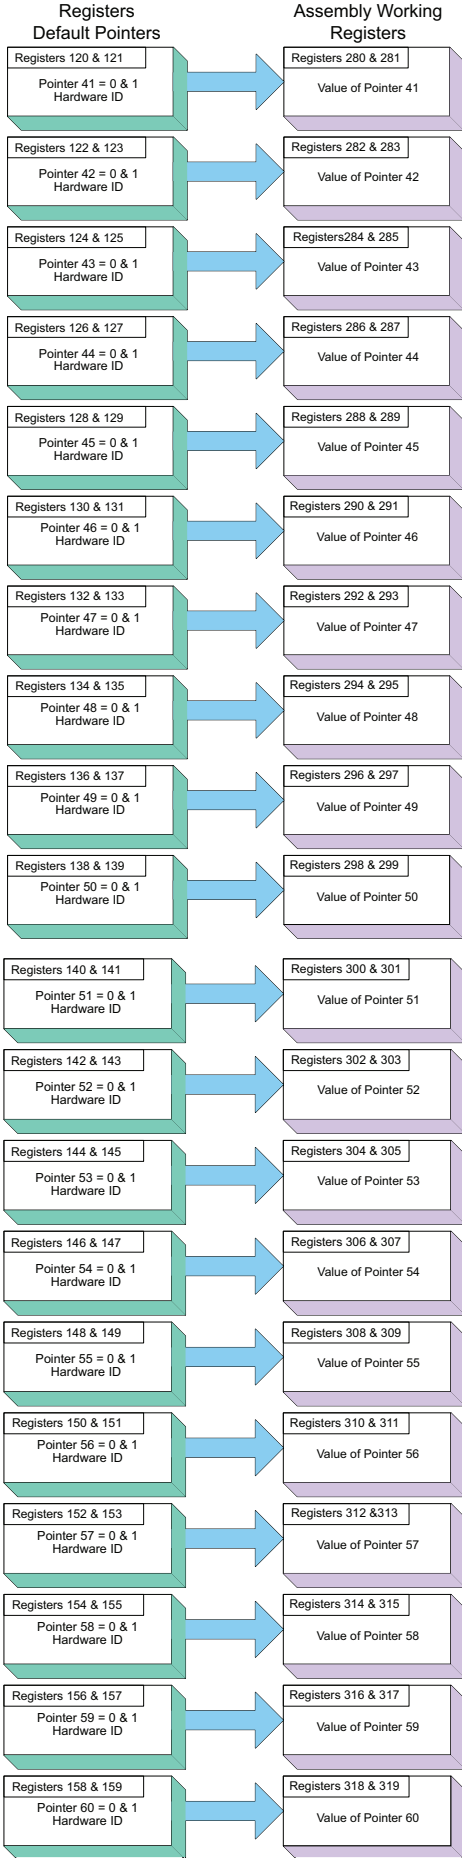 Registers
Default Pointers
Assembly Working
Registers
Registers 120 & 121
Pointer 41 = 0 & 1
Hardware ID
Registers 280 & 281
Value of Pointer 41
Registers 122 & 123
Pointer 42 = 0 & 1
Hardware ID
Registers 282 & 283
Value of Pointer 42
Registers 124 & 125
Pointer 43 = 0 & 1
Hardware ID
Registers284 & 285
Value of Pointer 43
Registers 126 & 127
Pointer 44 = 0 & 1
Hardware ID
Registers 286 & 287
Value of Pointer 44
Registers 128 & 129
Pointer 45 = 0 & 1
Hardware ID
Registers 288 & 289
Value of Pointer 45
Registers 130 & 131
Pointer 46 = 0 & 1
Hardware ID
Registers 290 & 291
Value of Pointer 46
Registers 132 & 133
Pointer 47 = 0 & 1
Hardware ID
Registers 292 & 293
Value of Pointer 47
Registers 134 & 135
Pointer 48 = 0 & 1
Hardware ID
Registers 294 & 295
Value of Pointer 48
Registers 136 & 137
Pointer 49 = 0 & 1
Hardware ID
Registers 296 & 297
Value of Pointer 49
Registers 138 & 139
Pointer 50 = 0 & 1
Hardware ID
Registers 298 & 299
Value of Pointer 50
Registers 140 & 141
Pointer 51 = 0 & 1
Hardware ID
Registers 300 & 301
Value of Pointer 51
Registers 142 & 143
Pointer 52 = 0 & 1
Hardware ID
Registers 302 & 303
Value of Pointer 52
Registers 144 & 145
Pointer 53 = 0 & 1
Hardware ID
Registers 304 & 305
Value of Pointer 53
Registers 146 & 147
Pointer 54 = 0 & 1
Hardware ID
Registers 306 & 307
Value of Pointer 54
Registers 148 & 149
Pointer 55 = 0 & 1
Hardware ID
Registers 308 & 309
Value of Pointer 55
Registers 150 & 151
Pointer 56 = 0 & 1
Hardware ID
Registers 310 & 311
Value of Pointer 56
Registers 152 & 153
Pointer 57 = 0 & 1
Hardware ID
Registers 312 &313
Value of Pointer 57
Registers 154 & 155
Pointer 58 = 0 & 1
Hardware ID
Registers 314 & 315
Value of Pointer 58
Registers 156 & 157
Pointer 59 = 0 & 1
Hardware ID
Registers 316 & 317
Value of Pointer 59
Registers 158 & 159
Pointer 60 = 0 & 1
Hardware ID
Registers 318 & 319
Value of Pointer 60